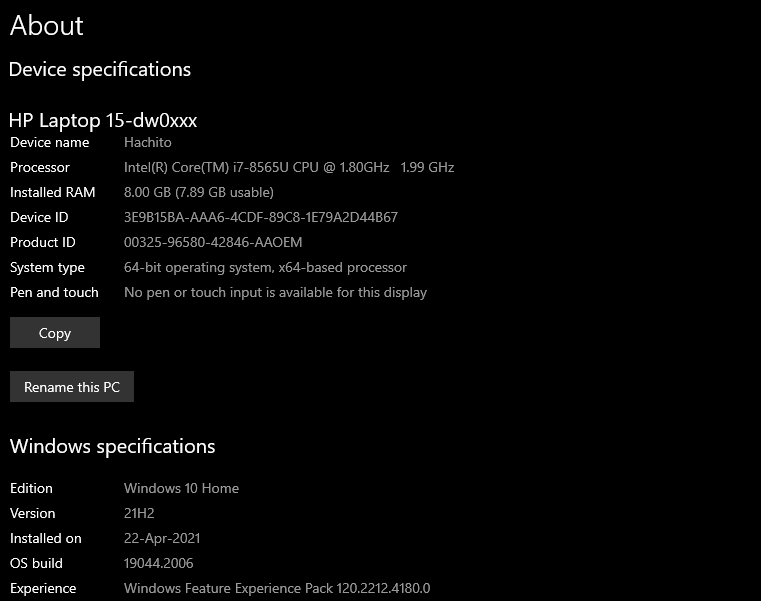 About
Device specifications
HP Laptop 15-dw0xxx
Device name Hachito
Processor Intel(R) Core(TM) i7-8565U CPU @ 1.80GHz 1.99 GHz
Installed RAM 8.00 GB (7.89 GB usable)
Device ID 3E9B15BA-AAA6-4CDF-89C8-1E79A2D44B67
Product ID 00325-96580-42846-AAOEM
System type 64-bit operating system, x64-based processor
Pen and touch No pen or touch input is available for this display
Copy
Rename this PC
Windows specifications
Edition Windows 10 Home
Version 21H2
Installed on 22-Apr-2021
OS build 19044.2006
Experience Windows Feature Experience Pack 120.2212.4180.0